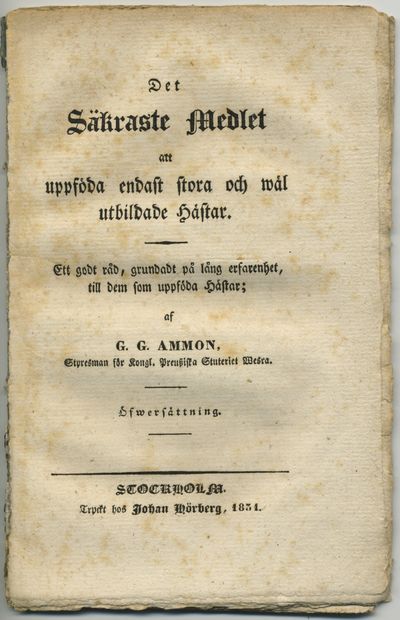 Det
Säkraste Medlet
att
uppföda endast stora och wäl
utbildade Hästar.
Ett godt råd, grundadt på lång erfarenhet,
till dem som uppföda Hästar;
af
G. G. AMMON,
Styresman för Kongl. Preußiska Stuteriet Wesra.
Öfwersättning.
STOCKHOLM.
Tryckt hos Johan Hörberg, 1831.